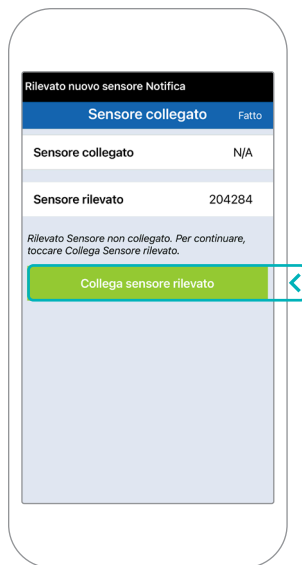 Rilevato nuovo sensore Notifica
Sensore collegato Fatto
Sensore collegato N/A
Sensore rilevato 204284
Rilevato Sensore non collegato. Per continuare,
toccare Collega Sensore rilevato.
Collega sensore rilevato